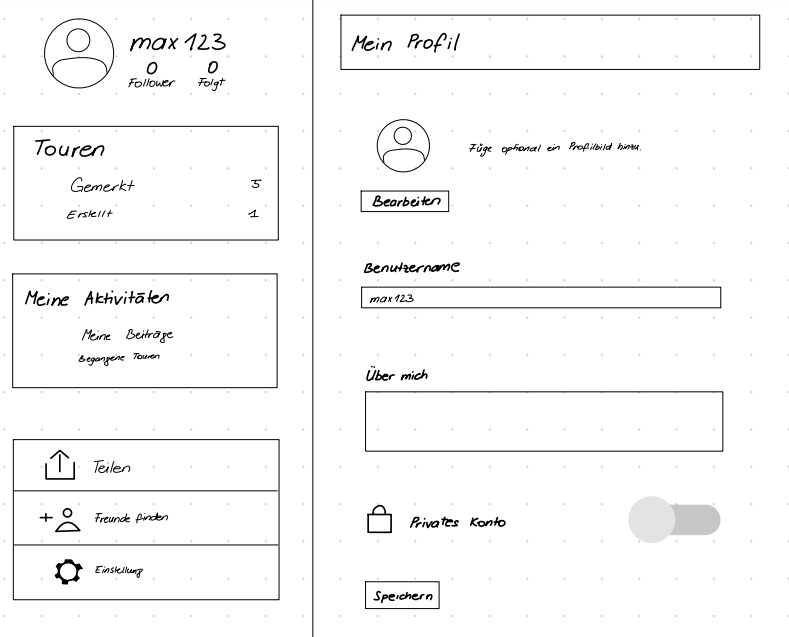 max 123
0 0
Follower Folgt
Touren
Gemerkt 5
Erstellt 1
Meine Aktivitäten
Meine Beiträge
Begangene Touren
Teilen
Freunde finden
Einstellung
Mein Profil
Füge optional ein Profilbild hinzu.
Bearbeiten
Benutzername
max123
Über mich
Privates Konto
Speichern